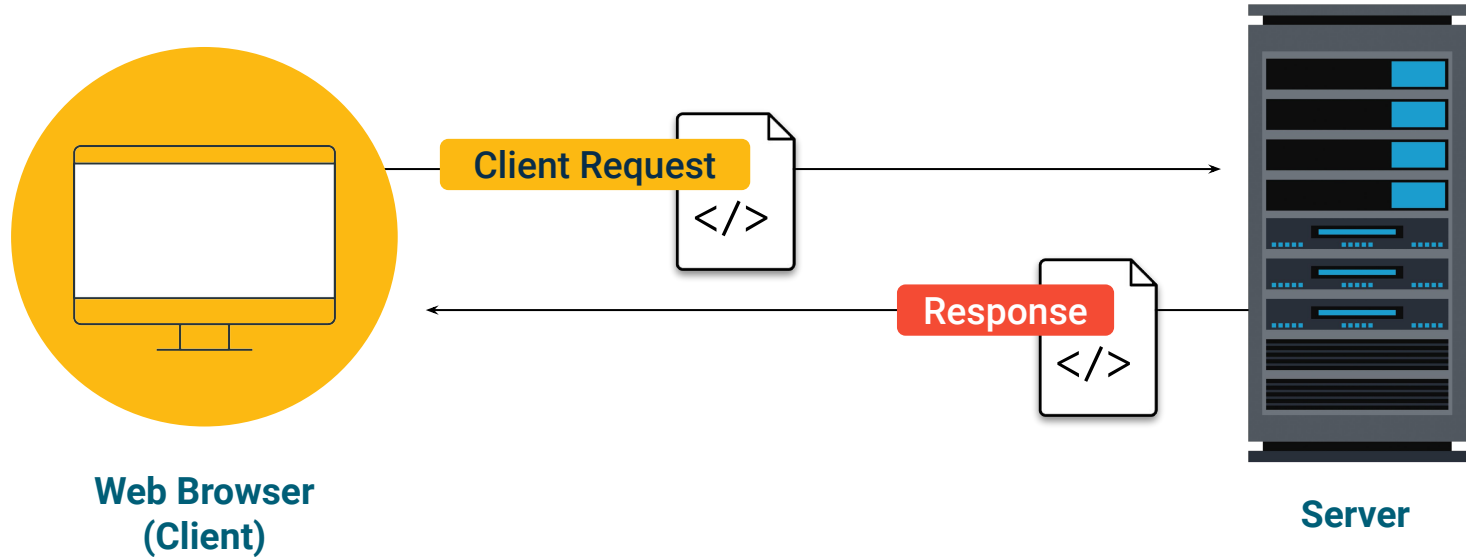 Client Request
</>
Response
</>
Web Browser
(Client)
Server